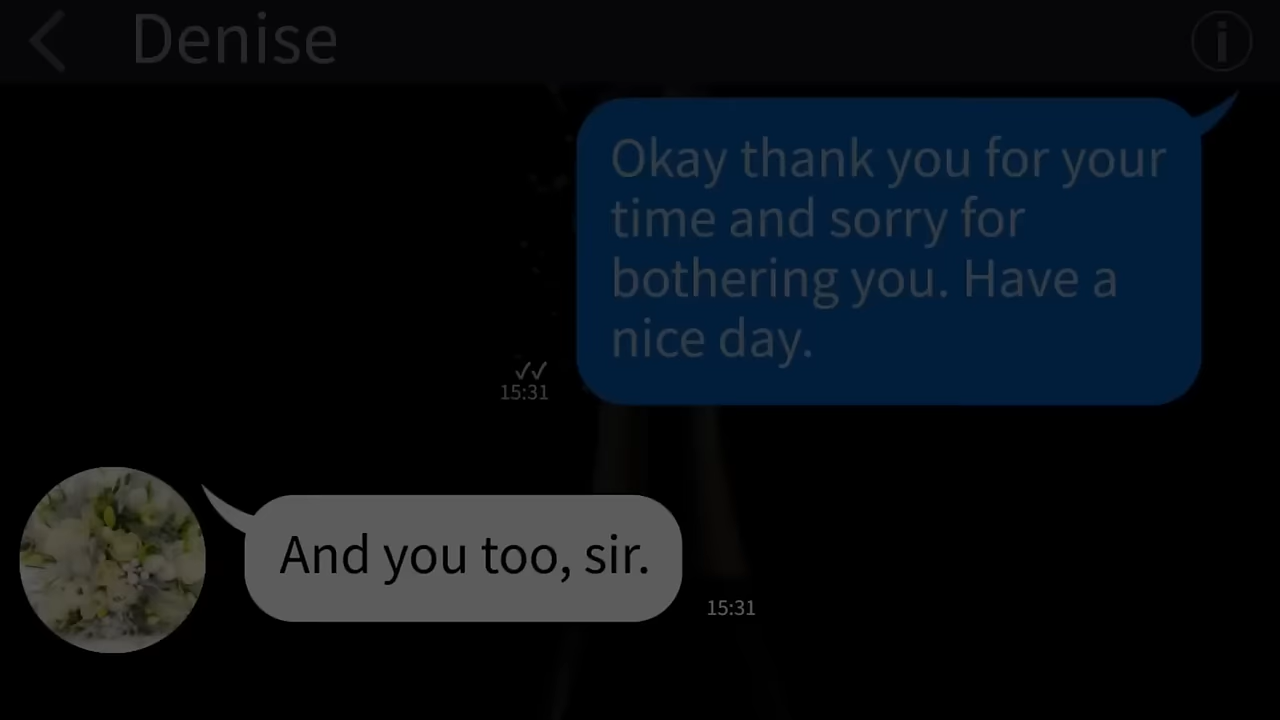 Denise
Okay thank you for your
time and sorry for
bothering you. Have a
nice day.
15:31
And you too, sir.
15:31